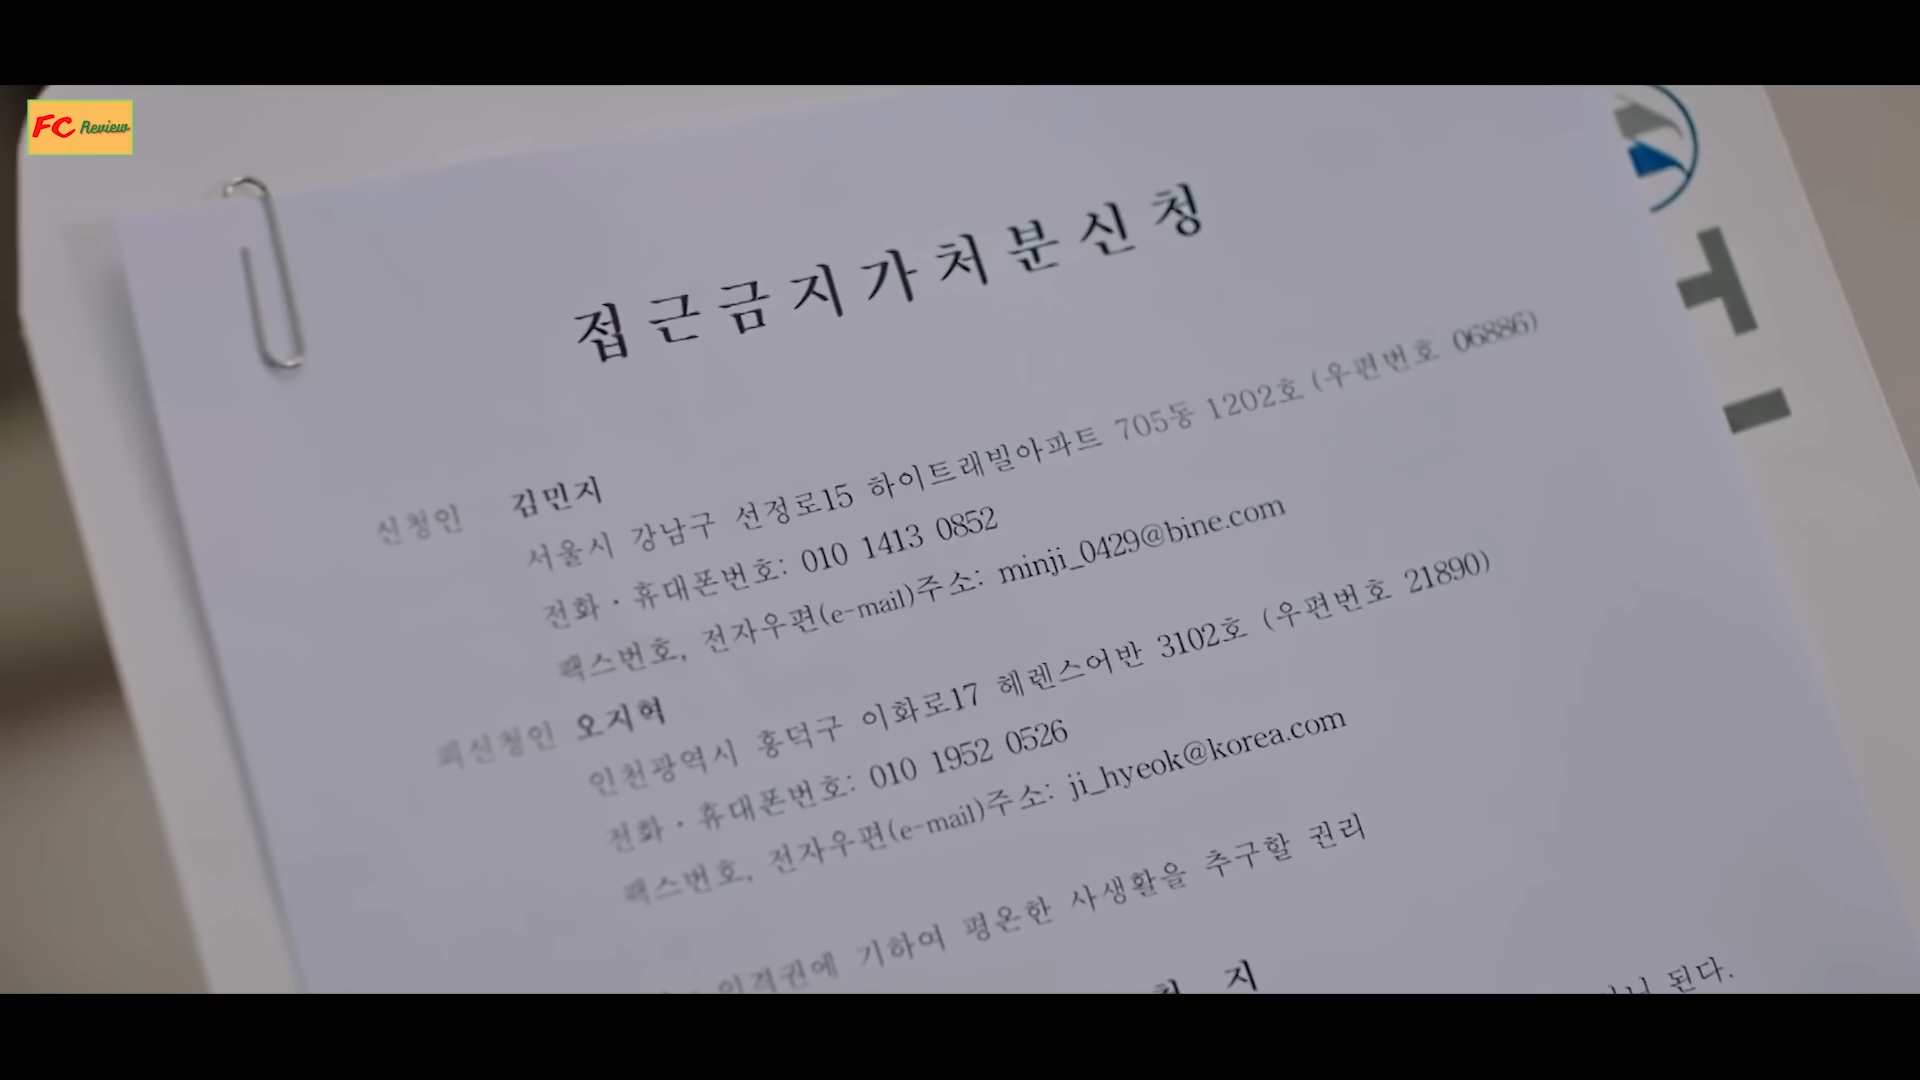 FC Review
접근금지가처분신청
신청인 김민지
서울시 강남구 선정로15 하이트래빌아파트 705동 1202호 (우편번호 06886)
전화 · 휴대폰번호: 010 1413 0852
팩스번호, 전자우편(e-mail)주소: minji_0429@bine.com
피신청인 오지혁
인천광역시 흥덕구 이화로17 헤렌스어반 3102호 (우편번호 21890)
전화 · 휴대폰번호: 010 1952 0526
팩스번호, 전자우편(e-mail)주소: ji_hyeok@korea.com
인격권에 기하여 평온한 사생활을 추구할 권리
지
된다.